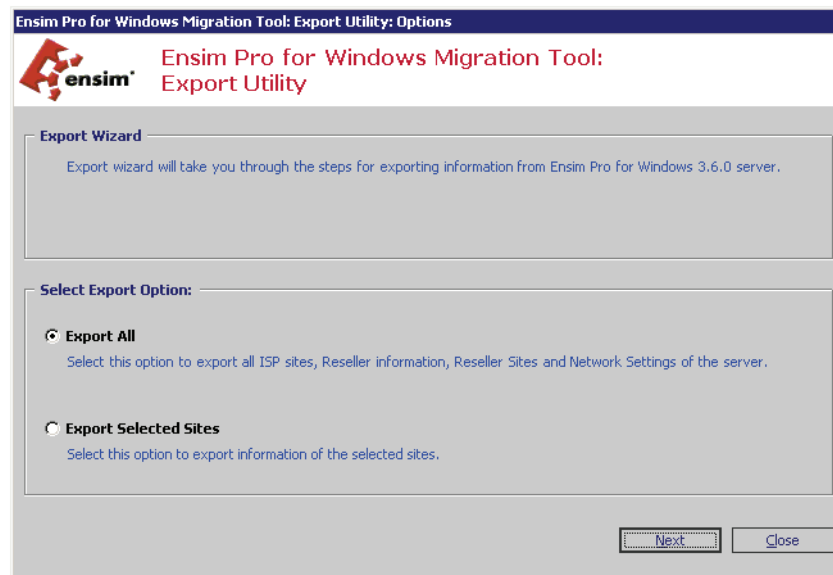 Ensim Pro for Windows Migration Tool: Export Utility: Options
ensim
Ensim Pro for Windows Migration Tool:
Export Utility
Export Wizard
Export wizard will take you through the steps for exporting information from Ensim Pro for Windows 3.6.0 server.
Select Export Option:
Export All
Select this option to export all ISP sites, Reseller information, Reseller Sites and Network Settings of the server.
Export Selected Sites
Select this option to export information of the selected sites.
Next Close